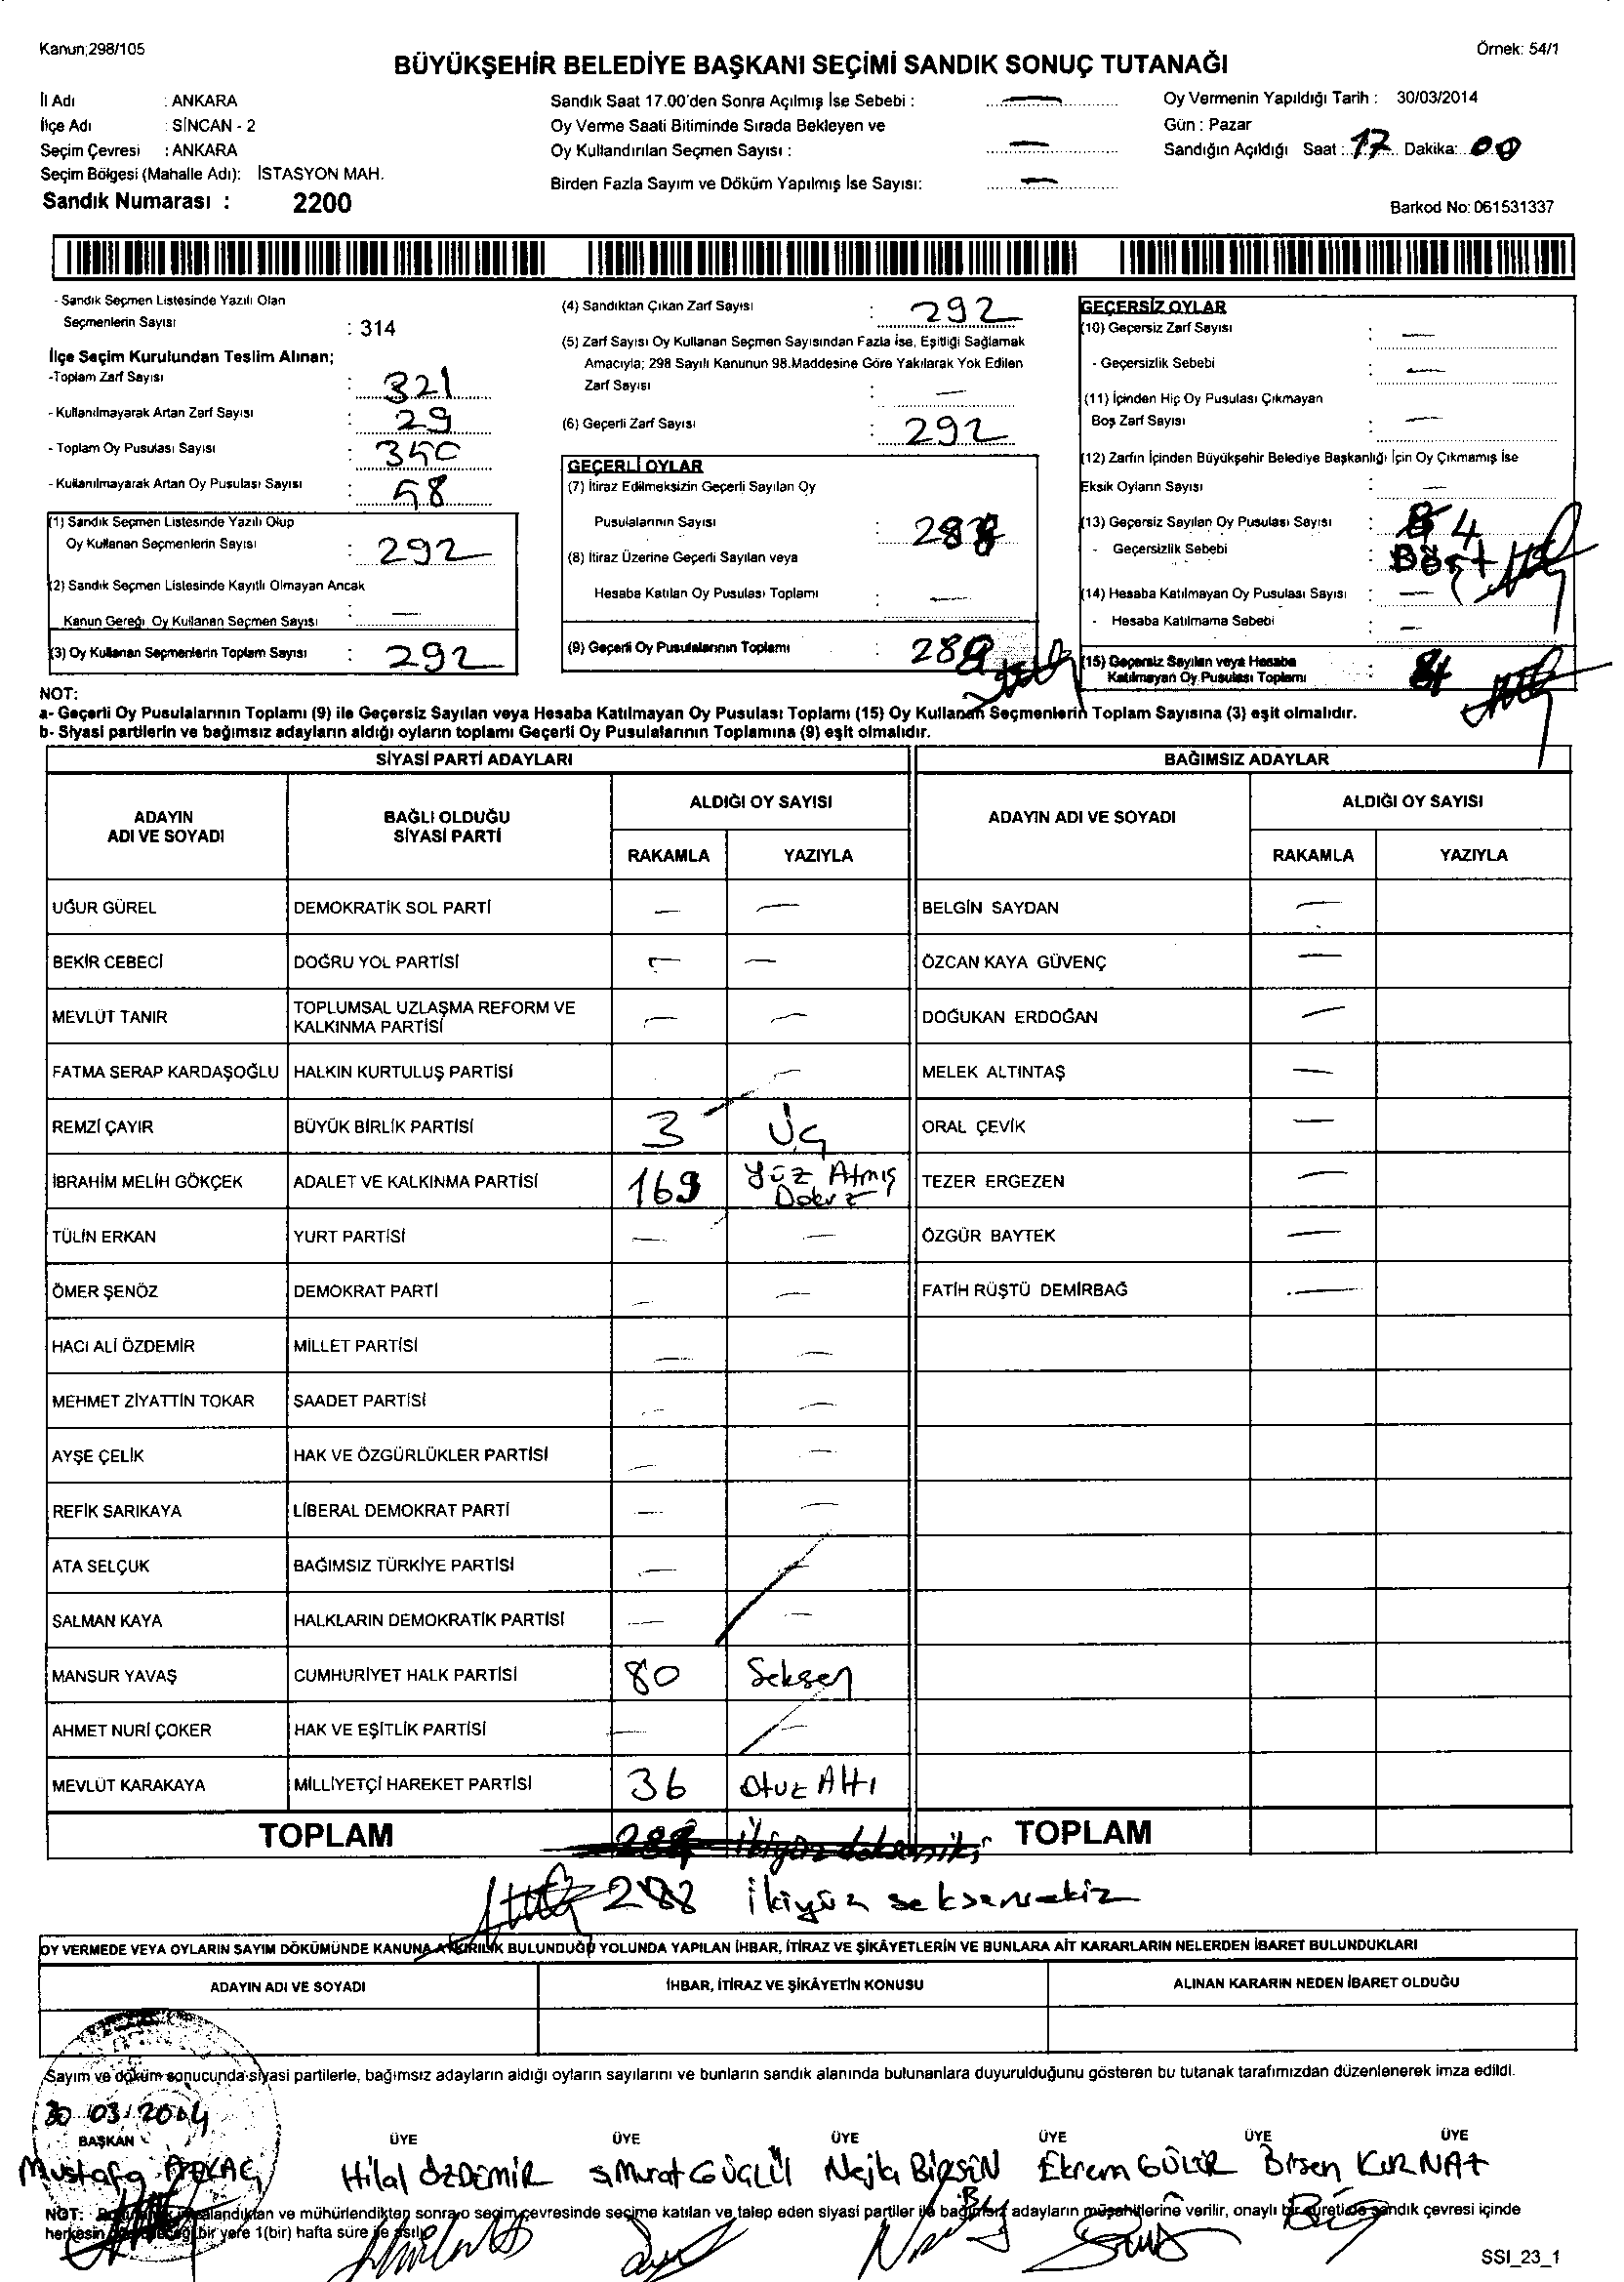 Kanun;298/105
Örnek: 54/1
BÜYÜKŞEHİR BELEDİYE BAŞKANI SEÇİMİ SANDIK SONUÇ TUTANAĞI
İl Adı : ANKARA
İlçe Adı : SİNCAN - 2
Seçim Çevresi : ANKARA
Seçim Bölgesi (Mahalle Adı): İSTASYON MAH.
Sandık Numarası : 2200
Sandık Saat 17.00'den Sonra Açılmış İse Sebebi : —
Oy Verme Saati Bitiminde Sırada Bekleyen ve
Oy Kullandırılan Seçmen Sayısı : —
Birden Fazla Sayım ve Döküm Yapılmış İse Sayısı: —
Oy Vermenin Yapıldığı Tarih : 30/03/2014
Gün : Pazar
Sandığın Açıldığı Saat : 17 Dakika: 00
Barkod No: 061531337
- Sandık Seçmen Listesinde Yazılı Olan
Seçmenlerin Sayısı : 314
İlçe Seçim Kurulundan Teslim Alınan;
-Toplam Zarf Sayısı : 321
- Kullanılmayarak Artan Zarf Sayısı : 29
- Toplam Oy Pusulası Sayısı : 350
- Kullanılmayarak Artan Oy Pusulası Sayısı : 58
(1) Sandık Seçmen Listesinde Yazılı Olup
Oy Kullanan Seçmenlerin Sayısı : 292
(2) Sandık Seçmen Listesinde Kayıtlı Olmayan Ancak
Kanun Gereği Oy Kullanan Seçmen Sayısı : —
(3) Oy Kullanan Seçmenlerin Toplam Sayısı : 292
(4) Sandıktan Çıkan Zarf Sayısı : 292
(5) Zarf Sayısı Oy Kullanan Seçmen Sayısından Fazla ise, Eşitliği Sağlamak
Amacıyla; 298 Sayılı Kanunun 98.Maddesine Göre Yakılarak Yok Edilen
Zarf Sayısı : —
(6) Geçerli Zarf Sayısı : 292
GEÇERLİ OYLAR
(7) İtiraz Edilmeksizin Geçerli Sayılan Oy
Pusulalarının Sayısı : 288
(8) İtiraz Üzerine Geçerli Sayılan veya
Hesaba Katılan Oy Pusulası Toplamı : —
(9) Geçerli Oy Pusulalarının Toplamı : 288
GEÇERSİZ OYLAR
(10) Geçersiz Zarf Sayısı : —
- Geçersizlik Sebebi : —
(11) İçinden Hiç Oy Pusulası Çıkmayan
Boş Zarf Sayısı : —
(12) Zarfın İçinden Büyükşehir Belediye Başkanlığı İçin Oy Çıkmamış İse
Eksik Oyların Sayısı : —
(13) Geçersiz Sayılan Oy Pusulası Sayısı : 4
- Geçersizlik Sebebi :
(14) Hesaba Katılmayan Oy Pusulası Sayısı : —
- Hesaba Katılmama Sebebi : —
(15) Geçersiz Sayılan veya Hesaba
Katılmayan Oy Pusulası Toplamı : 4
NOT:
a- Geçerli Oy Pusulalarının Toplamı (9) ile Geçersiz Sayılan veya Hesaba Katılmayan Oy Pusulası Toplamı (15) Oy Kullanan Seçmenlerin Toplam Sayısına (3) eşit olmalıdır.
b- Siyasi partilerin ve bağımsız adayların aldığı oyların toplamı Geçerli Oy Pusulalarının Toplamına (9) eşit olmalıdır.
SİYASİ PARTİ ADAYLARI BAĞIMSIZ ADAYLAR
ADAYIN ADI VE SOYADI BAĞLI OLDUĞU SİYASİ PARTİ ALDIĞI OY SAYISI ADAYIN ADI VE SOYADI ALDIĞI OY SAYISI
RAKAMLA YAZIYLA RAKAMLA YAZIYLA
UĞUR GÜREL DEMOKRATİK SOL PARTİ — — BELGİN SAYDAN —
BEKİR CEBECİ DOĞRU YOL PARTİSİ — — ÖZCAN KAYA GÜVENÇ —
MEVLÜT TANIR TOPLUMSAL UZLAŞMA REFORM VE KALKINMA PARTİSİ — — DOĞUKAN ERDOĞAN —
FATMA SERAP KARDAŞOĞLU HALKIN KURTULUŞ PARTİSİ — MELEK ALTINTAŞ —
REMZİ ÇAYIR BÜYÜK BİRLİK PARTİSİ 3 Üç ORAL ÇEVİK —
İBRAHİM MELİH GÖKÇEK ADALET VE KALKINMA PARTİSİ 169 Yüz Atmış Dokuz TEZER ERGEZEN —
TÜLİN ERKAN YURT PARTİSİ — — ÖZGÜR BAYTEK —
ÖMER ŞENÖZ DEMOKRAT PARTİ — — FATİH RÜŞTÜ DEMİRBAĞ —
HACI ALİ ÖZDEMİR MİLLET PARTİSİ — —
MEHMET ZİYATTİN TOKAR SAADET PARTİSİ — —
AYŞE ÇELİK HAK VE ÖZGÜRLÜKLER PARTİSİ — —
REFİK SARIKAYA LİBERAL DEMOKRAT PARTİ — —
ATA SELÇUK BAĞIMSIZ TÜRKİYE PARTİSİ — —
SALMAN KAYA HALKLARIN DEMOKRATİK PARTİSİ — —
MANSUR YAVAŞ CUMHURİYET HALK PARTİSİ 80 Seksen
AHMET NURİ ÇOKER HAK VE EŞİTLİK PARTİSİ — —
MEVLÜT KARAKAYA MİLLİYETÇİ HAREKET PARTİSİ 36 Otuz Altı
TOPLAM ikiyüz doksaniki TOPLAM
288 ikiyüz seksensekiz
OY VERMEDE VEYA OYLARIN SAYIM DÖKÜMÜNDE KANUNA AYKIRILIK BULUNDUĞU YOLUNDA YAPILAN İHBAR, İTİRAZ VE ŞİKÂYETLERİN VE BUNLARA AİT KARARLARIN NELERDEN İBARET BULUNDUKLARI
ADAYIN ADI VE SOYADI İHBAR, İTİRAZ VE ŞİKÂYETİN KONUSU ALINAN KARARIN NEDEN İBARET OLDUĞU
Sayım ve döküm sonucunda siyasi partilerle, bağımsız adayların aldığı oyların sayılarını ve bunların sandık alanında bulunanlara duyurulduğunu gösteren bu tutanak tarafımızdan düzenlenerek imza edildi.
30/03/2014
BAŞKAN ÜYE ÜYE ÜYE ÜYE ÜYE ÜYE
Mustafa Hilal ÖZDEMİR Murat GÜÇLÜ Nejla BİRSİN Ekrem GÜLER Birsen KIRNAT
NOT: ve mühürlendikten sonra o seçim çevresinde seçime katılan ve talep eden siyasi partiler ile bağımsız adayların müşahitlerine verilir, onaylı bir sureti de sandık çevresi içinde
herkesin bir yere 1(bir) hafta süre ile asılır.
SSI_23_1